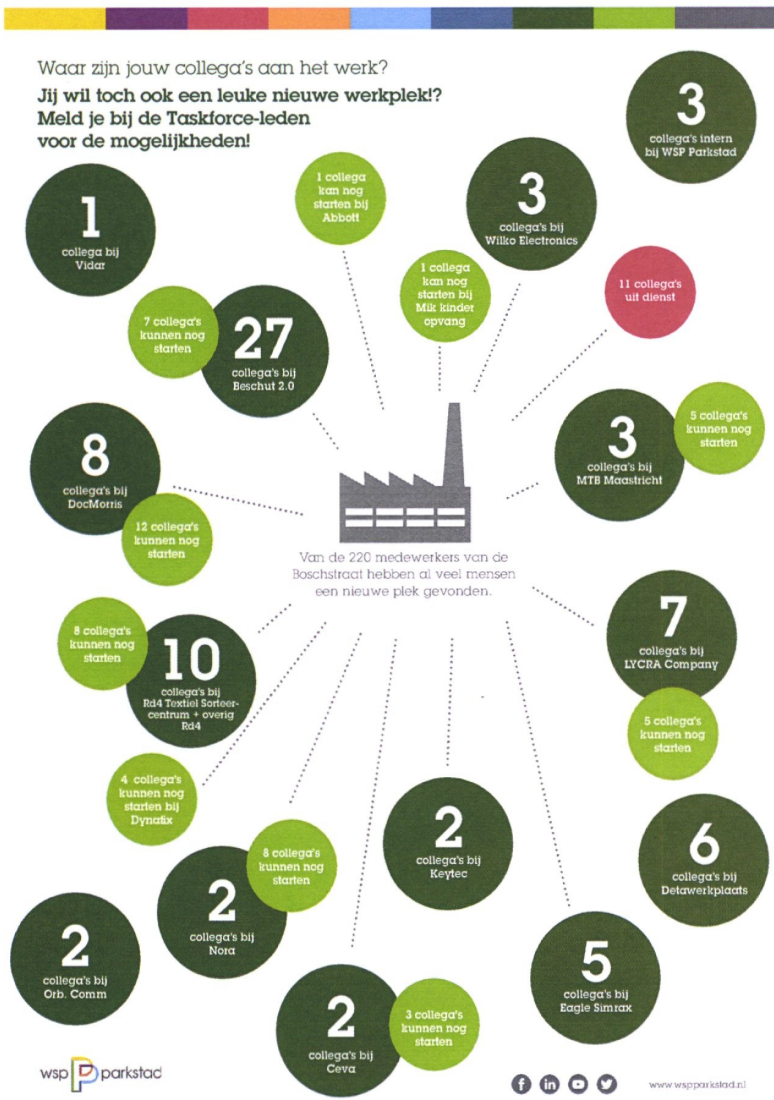 Waar zijn jouw collega's aan het werk?
Jij wil toch ook een leuke nieuwe werkplek!?
Meld je bij de Taskforce-leden
voor de mogelijkheden!
3
collega's intern
bij WSP Parkstad
1
collega bij
Vidar
1 collega
kan nog
starten bij
Abbott
3
collega's bij
Wilko Electronics
1 collega
kan nog
starten bij
Mik kinder
opvang
11 collega's
uit dienst
7 collega's
kunnen nog
starten
27
collega's bij
Beschut 2.0
3
collega's bij
MTB Maastricht
5 collega's
kunnen nog
starten
8
collega's bij
DocMorris
12 collega's
kunnen nog
starten
Van de 220 medewerkers van de
Boschstraat hebben al veel mensen
een nieuwe plek gevonden.
8 collega's
kunnen nog
starten
10
collega's bij
Rd4 Textiel Sorteer-
centrum + overig
Rd4
7
collega's bij
LYCRA Company
5 collega's
kunnen nog
starten
4 collega's
kunnen nog
starten bij
Dynatix
2
collega's bij
Keytec
6
collega's bij
Detawerkplaats
8 collega's
kunnen nog
starten
2
collega's bij
Nora
2
collega's bij
Orb. Comm
5
collega's bij
Eagle Simrax
2
collega's bij
Ceva
3 collega's
kunnen nog
starten
wsp parkstad
www.wspparkstad.nl